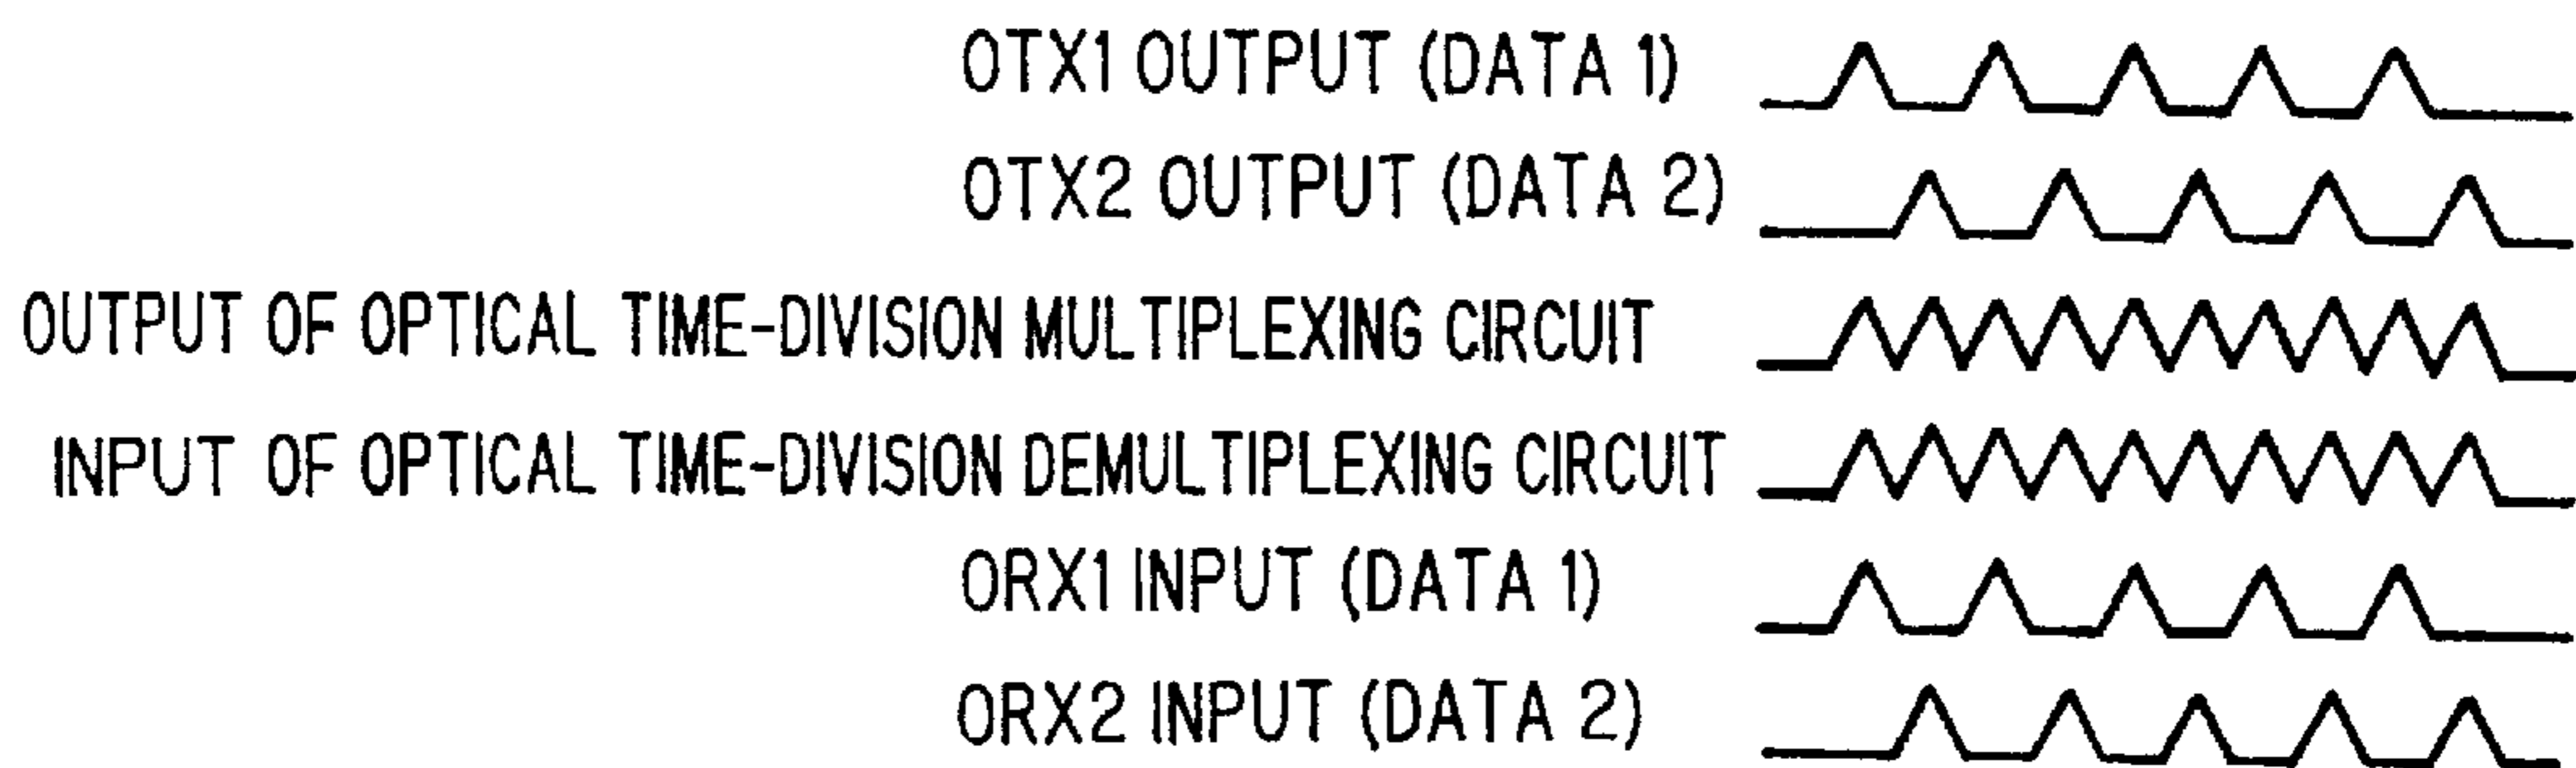 OTX1 OUTPUT (DATA 1)
OTX2 OUTPUT (DATA 2)
OUTPUT OF OPTICAL TIME-DIVISION MULTIPLEXING CIRCUIT
INPUT OF OPTICAL TIME-DIVISION DEMULTIPLEXING CIRCUIT
ORX1 INPUT (DATA 1)
ORX2 INPUT (DATA 2)